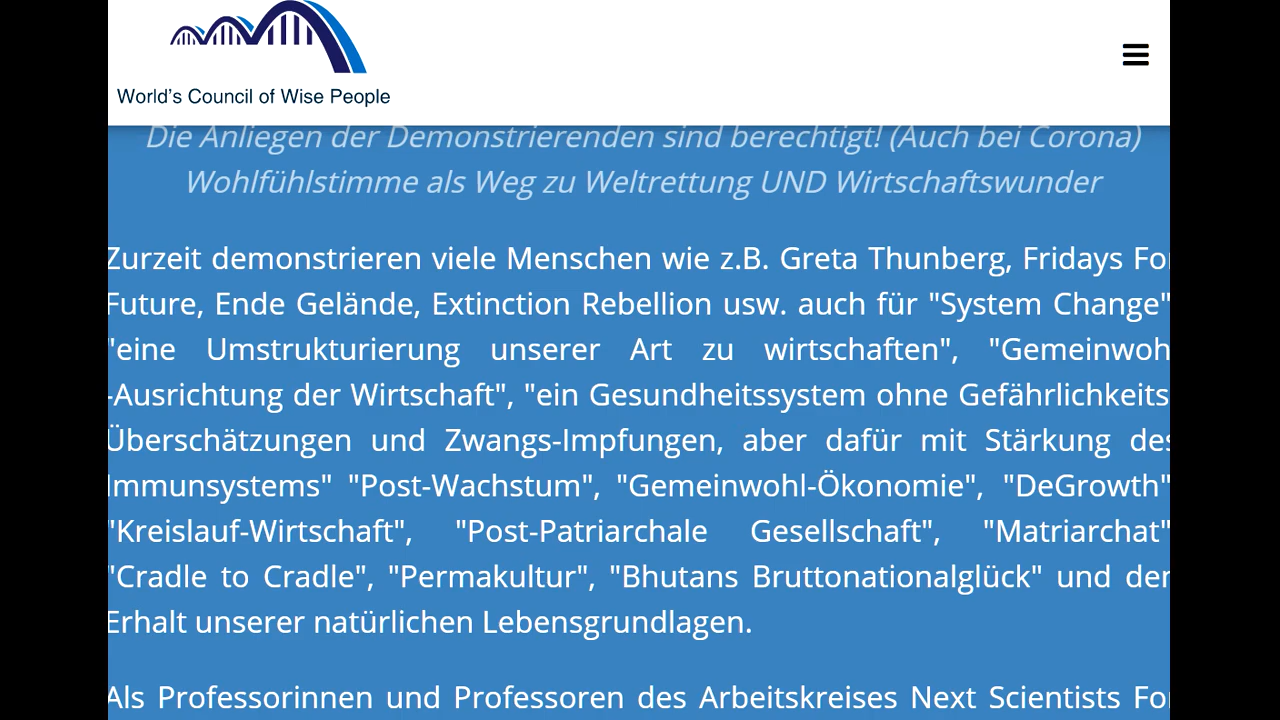 World's Council of Wise People
Die Anliegen der Demonstrierenden sind berechtigt! (Auch bei Corona)
Wohlfühlstimme als Weg zu Weltrettung UND Wirtschaftswunder
Zurzeit demonstrieren viele Menschen wie z.B. Greta Thunberg, Fridays For
Future, Ende Gelände, Extinction Rebellion usw. auch für "System Change"
"eine Umstrukturierung unserer Art zu wirtschaften", "Gemeinwoh
-Ausrichtung der Wirtschaft", "ein Gesundheitssystem ohne Gefährlichkeits
Überschätzungen und Zwangs-Impfungen, aber dafür mit Stärkung des
Immunsystems" "Post-Wachstum", "Gemeinwohl-Ökonomie", "DeGrowth"
"Kreislauf-Wirtschaft", "Post-Patriarchale Gesellschaft", "Matriarchat"
"Cradle to Cradle", "Permakultur", "Bhutans Bruttonationalglück" und der
Erhalt unserer natürlichen Lebensgrundlagen.
Als Professorinnen und Professoren des Arbeitskreises Next Scientists For